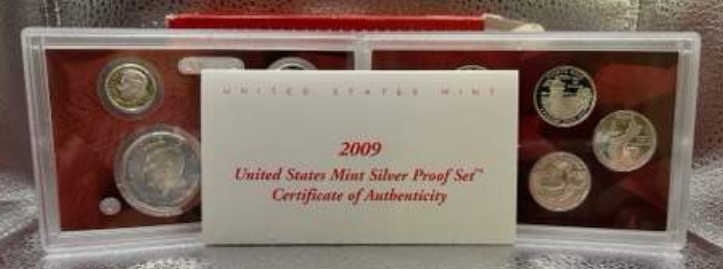 UNITED STATES MINT
2009
United States Mint Silver Proof Set™
Certificate of Authenticity